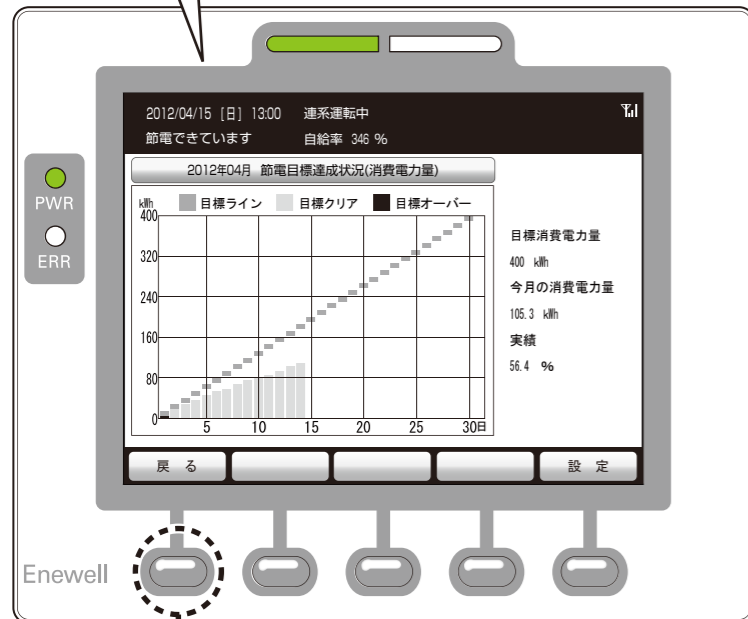 2012/04/15 [日] 13:00 連系運転中
節電できています 自給率 346 %
2012年04月 節電目標達成状況(消費電力量)
PWR
ERR
kWh 目標ライン 目標クリア 目標オーバー
400
320
240
160
80
0
5 10 15 20 25 30日
目標消費電力量
400 kWh
今月の消費電力量
105.3 kWh
実績
56.4 %
戻 る 設 定
Enewell